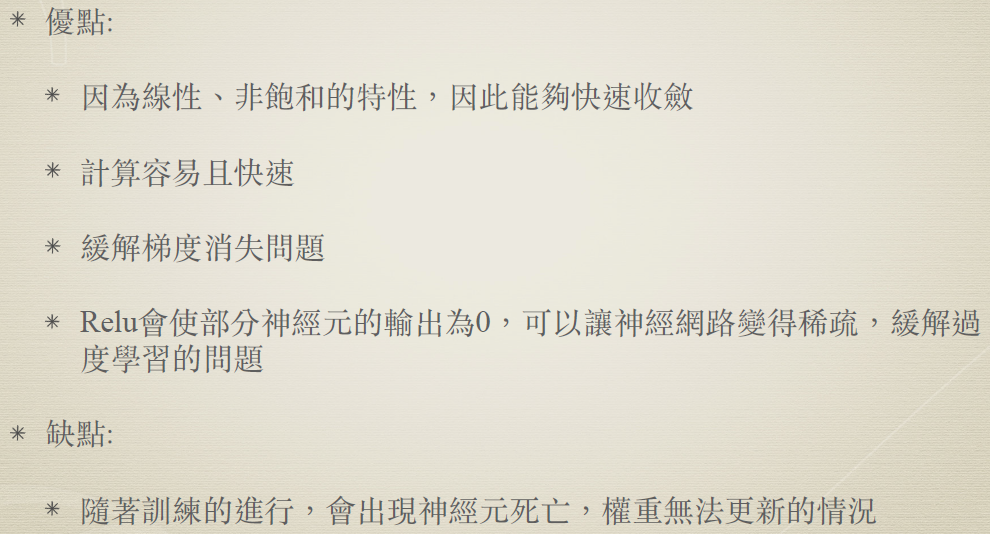 * 優點:
* 因為線性、非飽和的特性，因此能夠快速收斂
* 計算容易且快速
* 緩解梯度消失問題
* Relu會使部分神經元的輸出為0，可以讓神經網路變得稀疏，緩解過
度學習的問題
* 缺點:
* 隨著訓練的進行，會出現神經元死亡，權重無法更新的情況